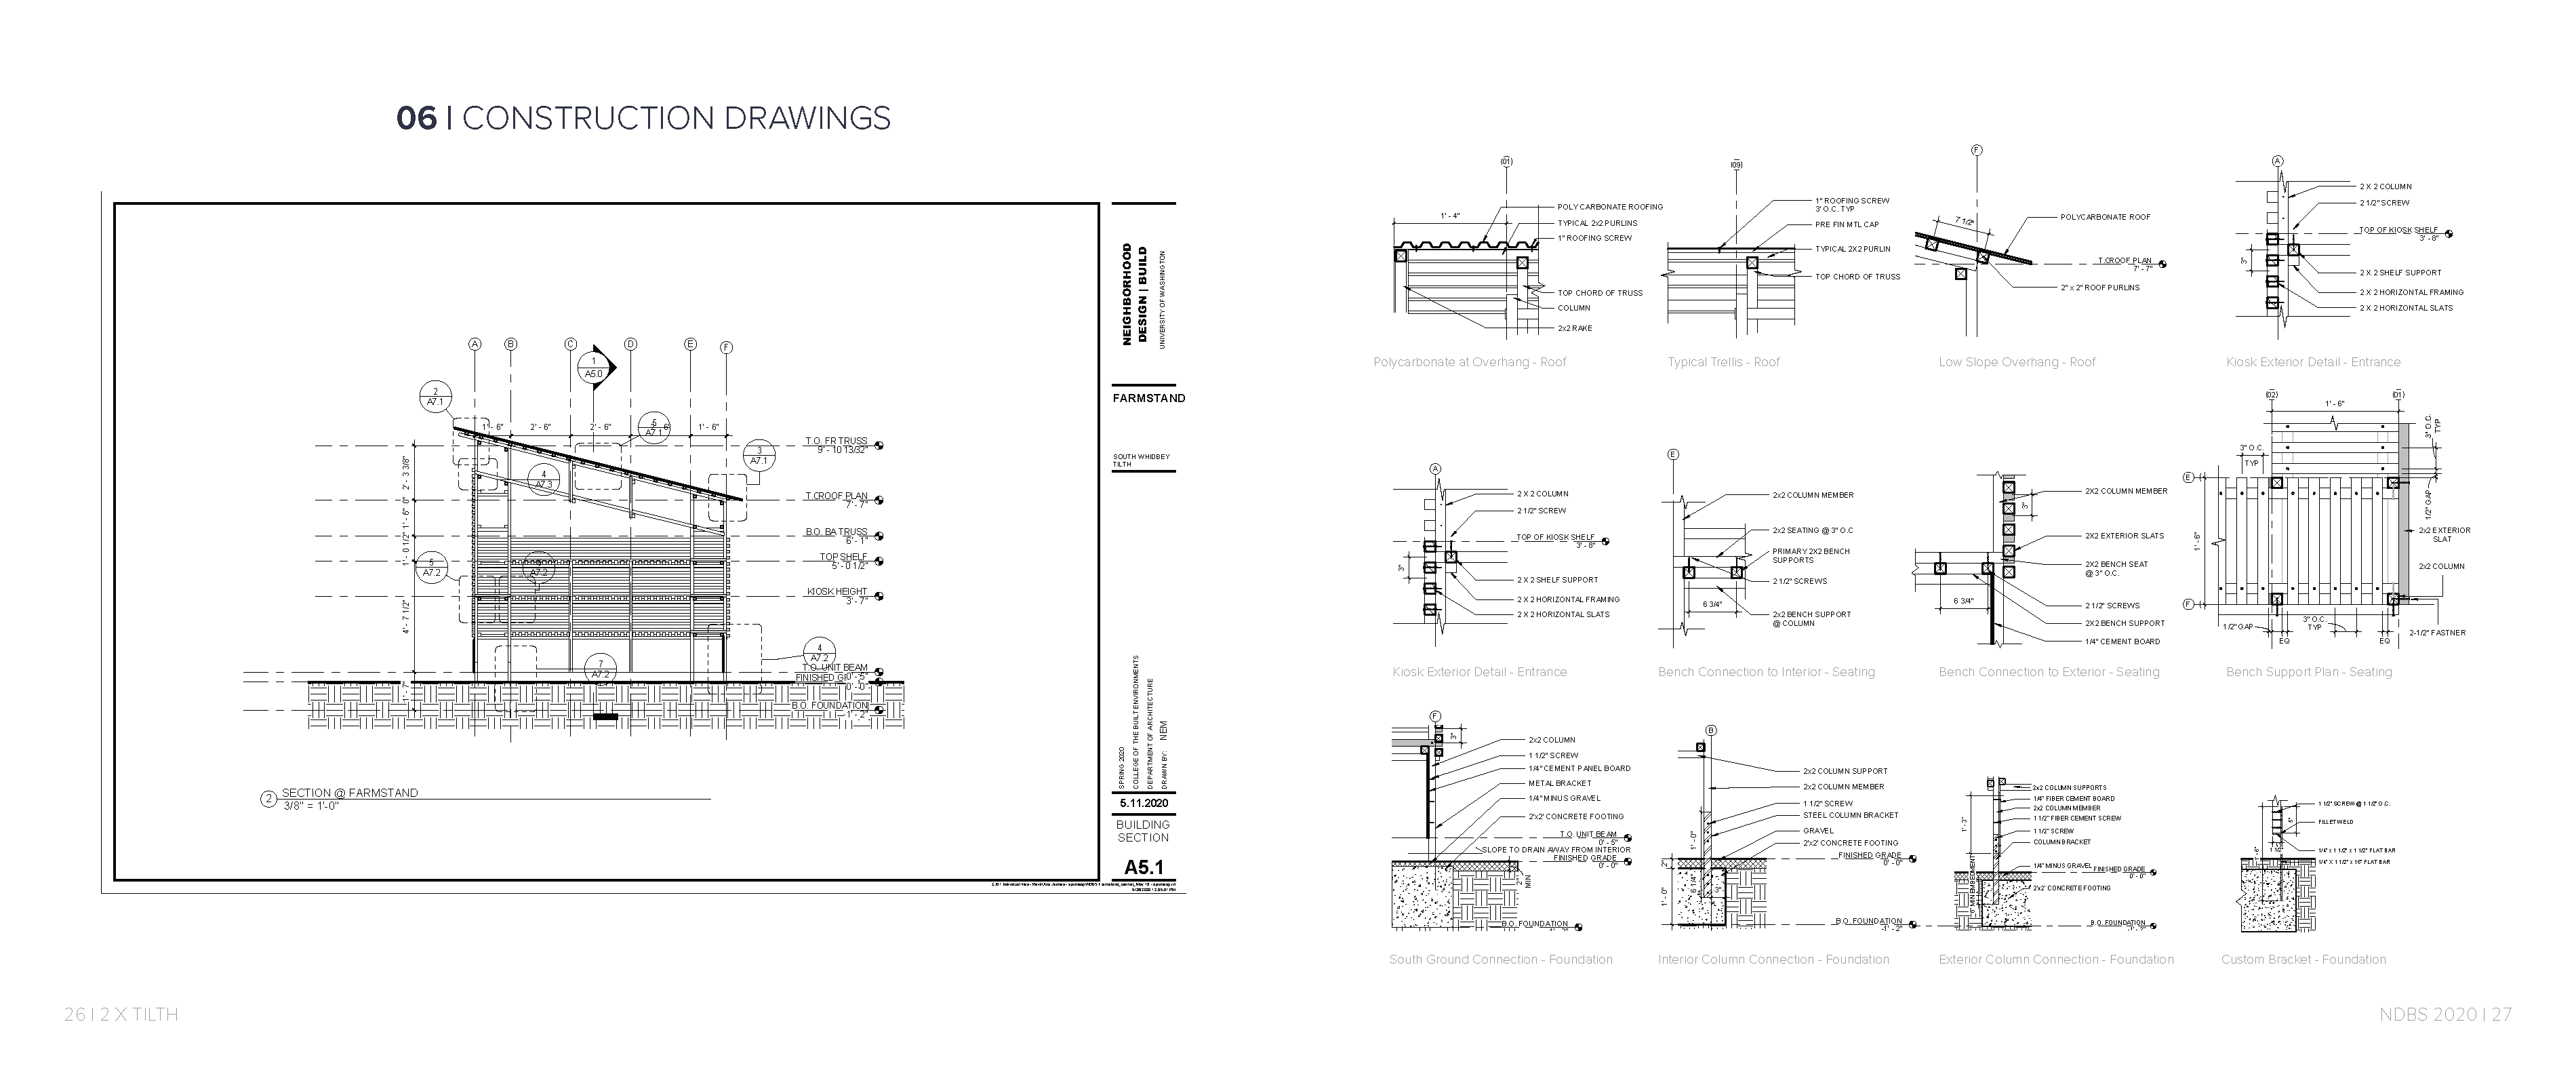 06 | CONSTRUCTION DRAWINGS
A
B
C
D
E
F
1
A5.0
2
A7.1
5
A7.1
3
A7.1
4
A7.3
1' - 6"
2' - 6"
2' - 6"
1' - 6"
T.O. FR TRUSS
9' - 10 13/32"
T.CROOF PLAN
7' - 7"
B.O. BA TRUSS
6' - 1"
TOP SHELF
5' - 0 1/2"
KIOSK HEIGHT
3' - 7"
T.O. UNIT BEAM
0' - 5"
FINISHED G
0' - 0"
B.O. FOUNDATION
-1' - 2"
2' - 3 3/8"
1' - 6"
1' - 0 1/2"
4' - 7 1/2"
1' - 7"
5
A7.2
A7.2
4
A7.2
7
A7.2
2
SECTION @ FARMSTAND
3/8" = 1'-0"
NEIGHBORHOOD
DESIGN | BUILD
UNIVERSITY OF WASHINGTON
FARMSTAND
SOUTH WHIDBEY
TILTH
SPRING 2020
COLLEGE OF THE BUILT ENVIRONMENTS
DEPARTMENT OF ARCHITECTURE
DRAWN BY: NEM
5.11.2020
BUILDING
SECTION
A5.1
26 | 2 X TILTH
(01)
1' - 4"
POLY CARBONATE ROOFING
TYPICAL 2x2 PURLINS
1" ROOFING SCREW
TOP CHORD OF TRUSS
COLUMN
2x2 RAKE
Polycarbonate at Overhang - Roof
(09)
1" ROOFING SCREW
3' O.C. TYP
PRE FIN MTL CAP
TYPICAL 2X2 PURLIN
TOP CHORD OF TRUSS
Typical Trellis - Roof
F
7 1/2"
POLYCARBONATE ROOF
T.CROOF PLAN
7' - 7"
2" x 2" ROOF PURLINS
Low Slope Overhang - Roof
A
2 X 2 COLUMN
2 1/2" SCREW
TOP OF KIOSK SHELF
3' - 8"
3"
2 X 2 SHELF SUPPORT
2 X 2 HORIZONTAL FRAMING
2 X 2 HORIZONTAL SLATS
Kiosk Exterior Detail - Entrance
A
2 X 2 COLUMN
2 1/2" SCREW
TOP OF KIOSK SHELF
3' - 8"
3"
2 X 2 SHELF SUPPORT
2 X 2 HORIZONTAL FRAMING
2 X 2 HORIZONTAL SLATS
Kiosk Exterior Detail - Entrance
E
2x2 COLUMN MEMBER
2x2 SEATING @ 3" O.C
PRIMARY 2X2 BENCH
SUPPORTS
2 1/2" SCREWS
6 3/4"
2x2 BENCH SUPPORT
@ COLUMN
Bench Connection to Interior - Seating
3"
2X2 COLUMN MEMBER
2X2 EXTERIOR SLATS
2X2 BENCH SEAT
@ 3" O.C.
6 3/4"
2 1/2" SCREWS
2X2 BENCH SUPPORT
1/4" CEMENT BOARD
Bench Connection to Exterior - Seating
(02)
(01)
1' - 6"
3" O.C.
TYP
3" O.C.
TYP
E
1/2" GAP
2x2 EXTERIOR
SLAT
1' - 6"
2x2 COLUMN
F
1/2" GAP
3" O.C.
TYP
EQ
EQ
2-1/2" FASTNER
Bench Support Plan - Seating
F
3"
2x2 COLUMN
1 1/2" SCREW
1/4" CEMENT PANEL BOARD
METAL BRACKET
1/4" MINUS GRAVEL
2'x2' CONCRETE FOOTING
T.O. UNIT BEAM
0' - 5"
SLOPE TO DRAIN AWAY FROM INTERIOR
FINISHED GRADE
0' - 0"
2"
MIN
B.O. FOUNDATION
South Ground Connection - Foundation
B
2x2 COLUMN SUPPORT
2x2 COLUMN MEMBER
1 1/2" SCREW
STEEL COLUMN BRACKET
GRAVEL
2'x2' CONCRETE FOOTING
FINISHED GRADE
0' - 0"
1' - 0"
2"
6 1/4"
3"
1' - 0"
B.O. FOUNDATION
-1' - 2"
Interior Column Connection - Foundation
2x2 COLUMN SUPPORTS
1/4" FIBER CEMENT BOARD
2x2 COLUMN MEMBER
1 1/2" FIBER CEMENT SCREW
1 1/2" SCREW
COLUMN BRACKET
1/4" MINUS GRAVEL
FINISHED GRADE
0' - 0"
2'x2' CONCRETE FOOTING
1' - 3"
MIN EMBEDMENT
B.O. FOUNDATION
Exterior Column Connection - Foundation
1 1/2" SCREW @ 1 1/2" O.C.
6"
FILLET WELD
1 1/2"
1/4" X 1 1/2" X 1 1/2" FLAT BAR
1/4" X 1 1/2" X 16" FLAT BAR
Custom Bracket - Foundation
NDBS 2020 | 27